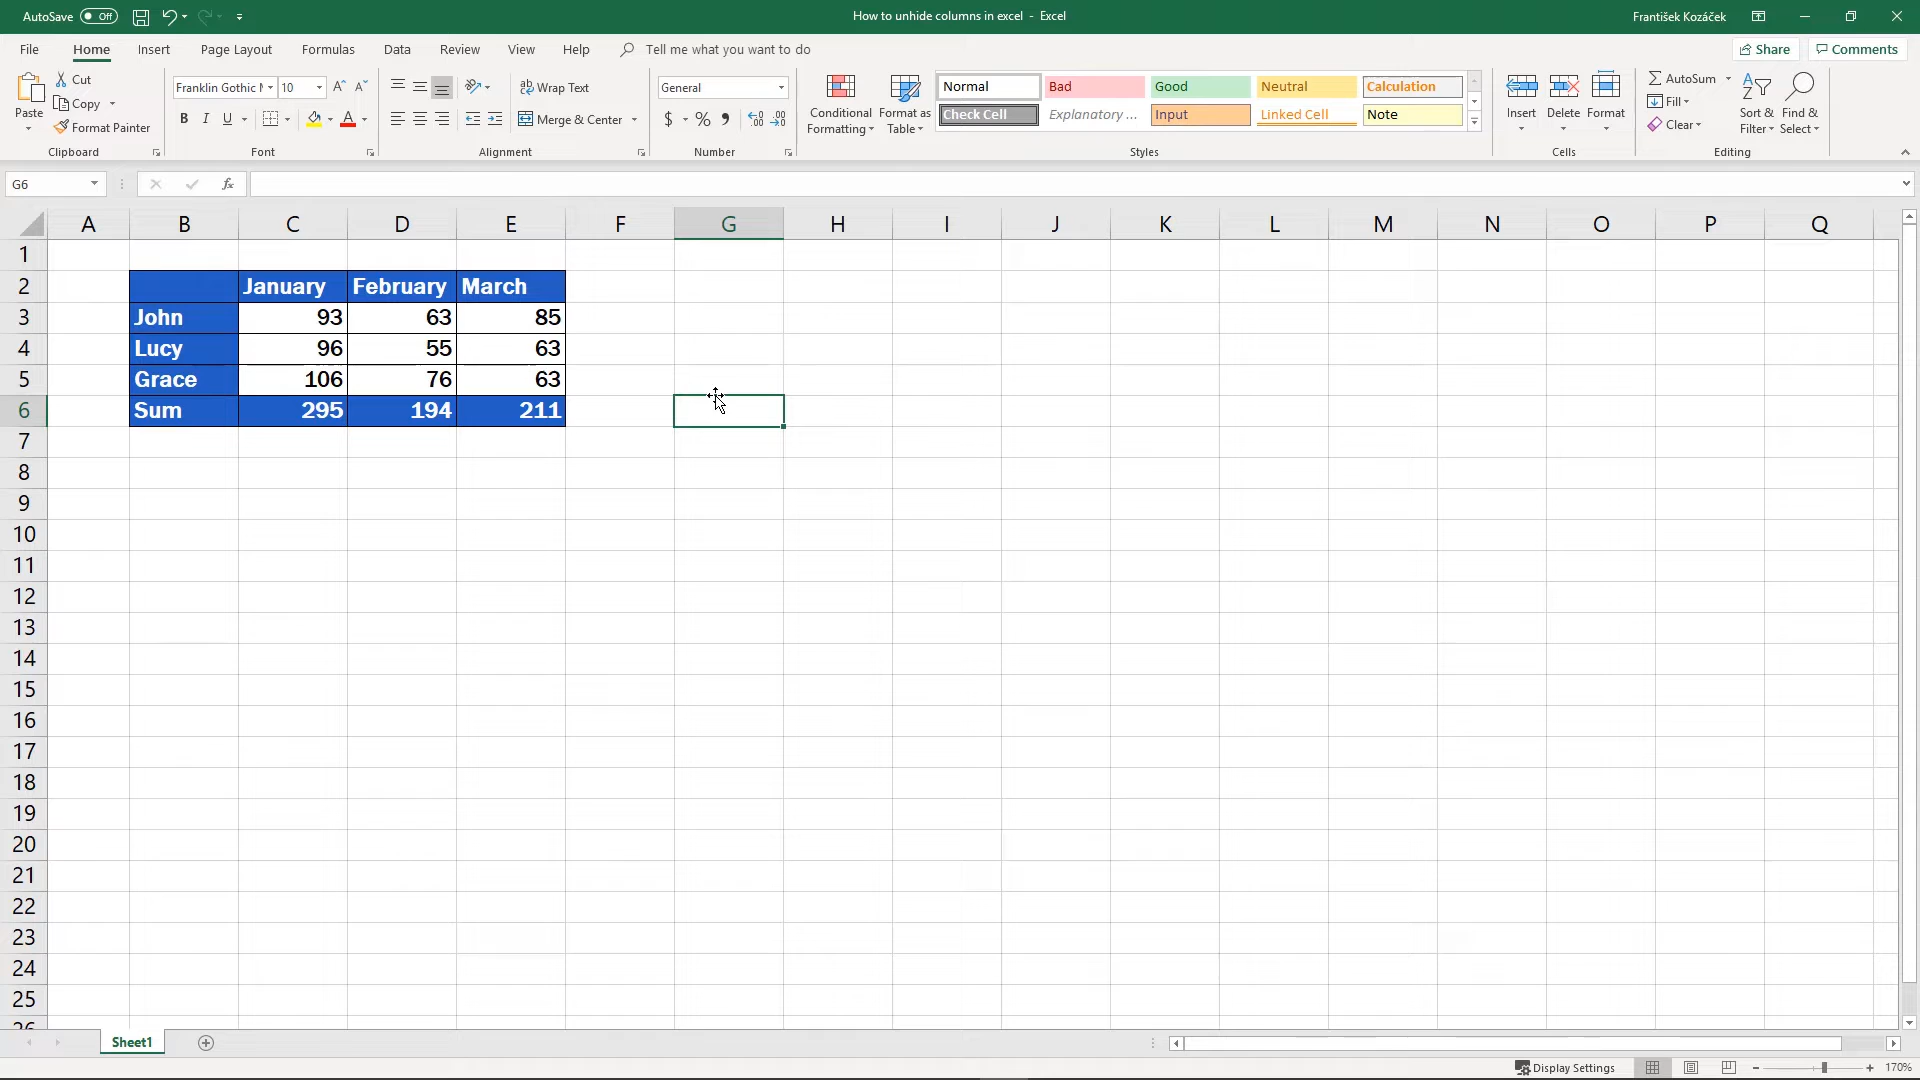 AutoSave Off
How to unhide columns in excel - Excel
František Kozáček
File Home Insert Page Layout Formulas Data Review View Help Tell me what you want to do
Share Comments
Paste
Cut
Copy
Format Painter
Clipboard
Franklin Gothic 10
B I U
Font
Wrap Text
Merge & Center
Alignment
General
$ % ,
Number
Conditional Formatting
Format as Table
Normal Bad Good Neutral Calculation
Check Cell Explanatory ... Input Linked Cell Note
Styles
Insert Delete Format
Cells
AutoSum
Fill
Clear
Sort & Filter
Find & Select
Editing
G6
fx
A B C D E F G H I J K L M N O P Q
1
2 January February March
3 John 93 63 85
4 Lucy 96 55 63
5 Grace 106 76 63
6 Sum 295 194 211
7
8
9
10
11
12
13
14
15
16
17
18
19
20
21
22
23
24
25
26
Sheet1
Display Settings
170%